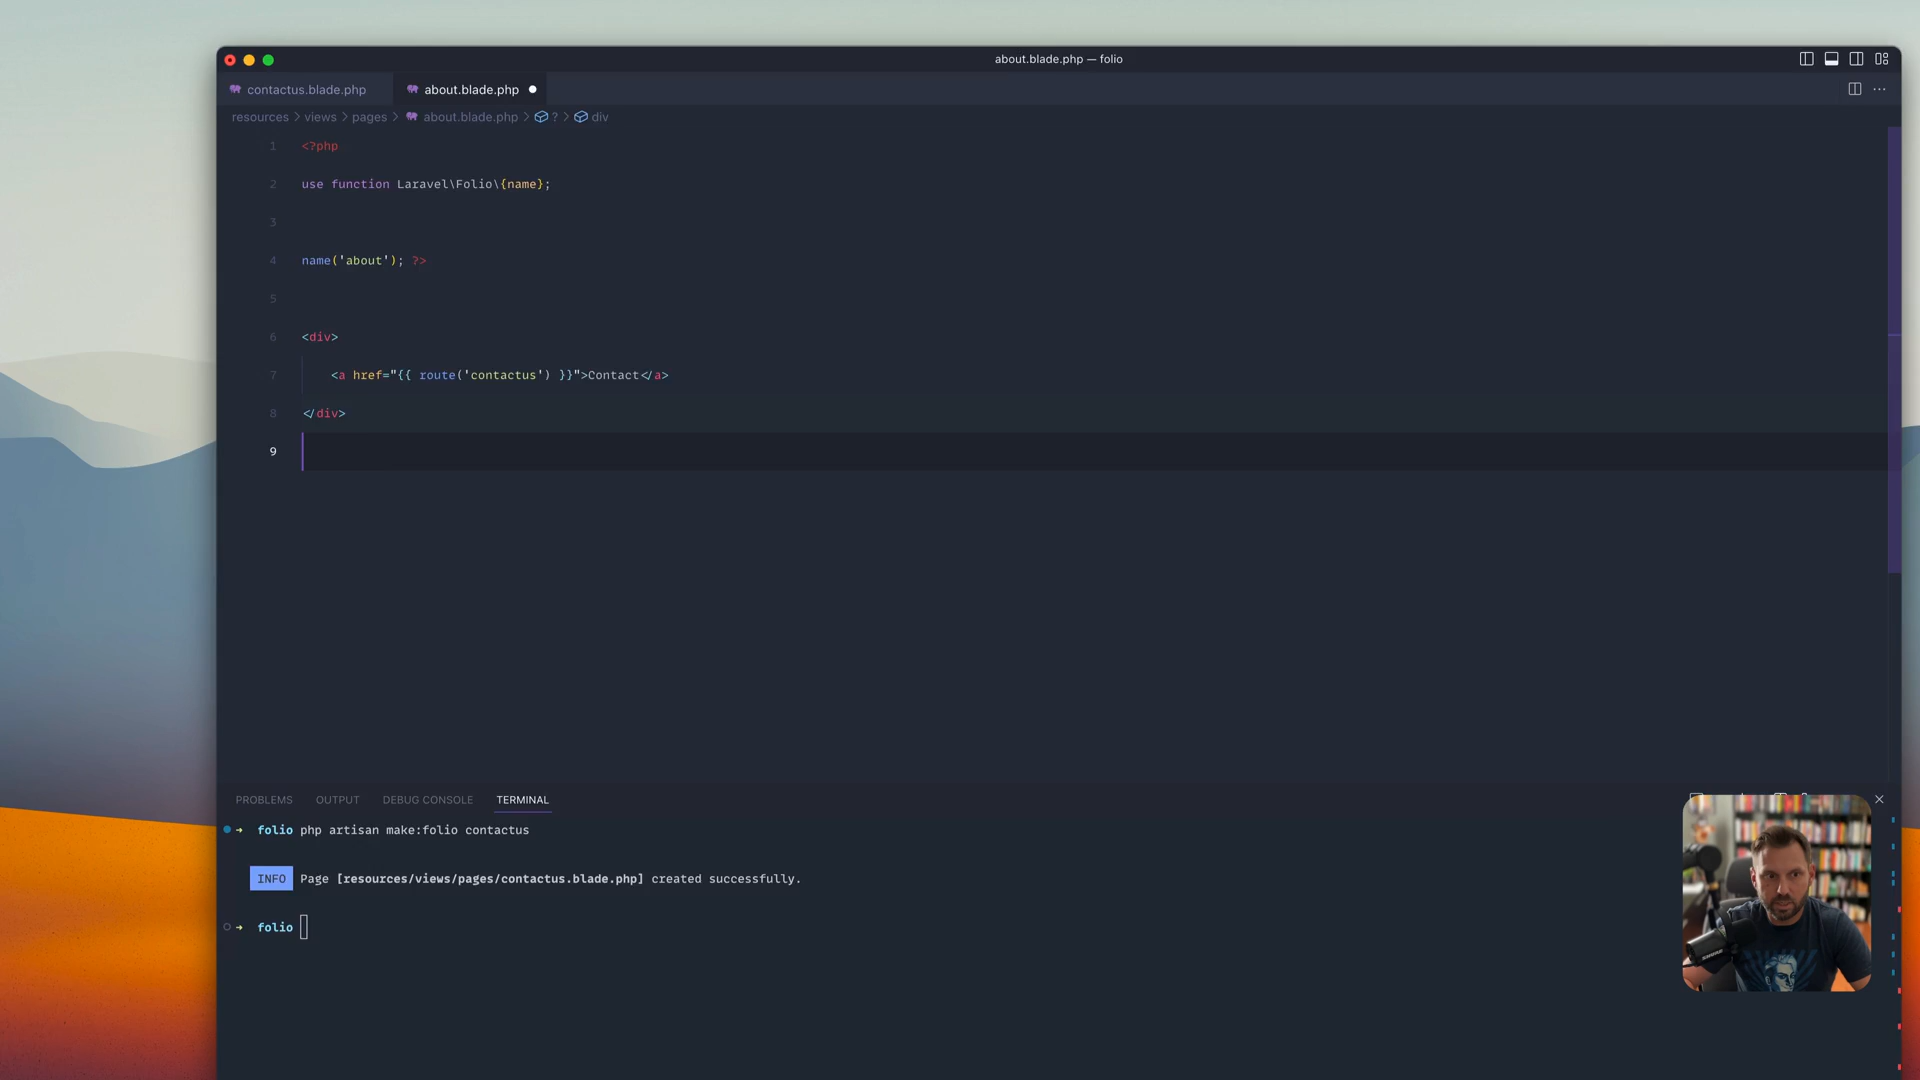 about.blade.php — folio
contactus.blade.php
about.blade.php
resources > views > pages > about.blade.php > ? > div
1 <?php
2 use function Laravel\Folio\{name};
3
4 name('about'); ?>
5
6 <div>
7 <a href="{{ route('contactus') }}">Contact</a>
8 </div>
9
PROBLEMS OUTPUT DEBUG CONSOLE TERMINAL
➜ folio php artisan make:folio contactus
INFO Page [resources/views/pages/contactus.blade.php] created successfully.
➜ folio